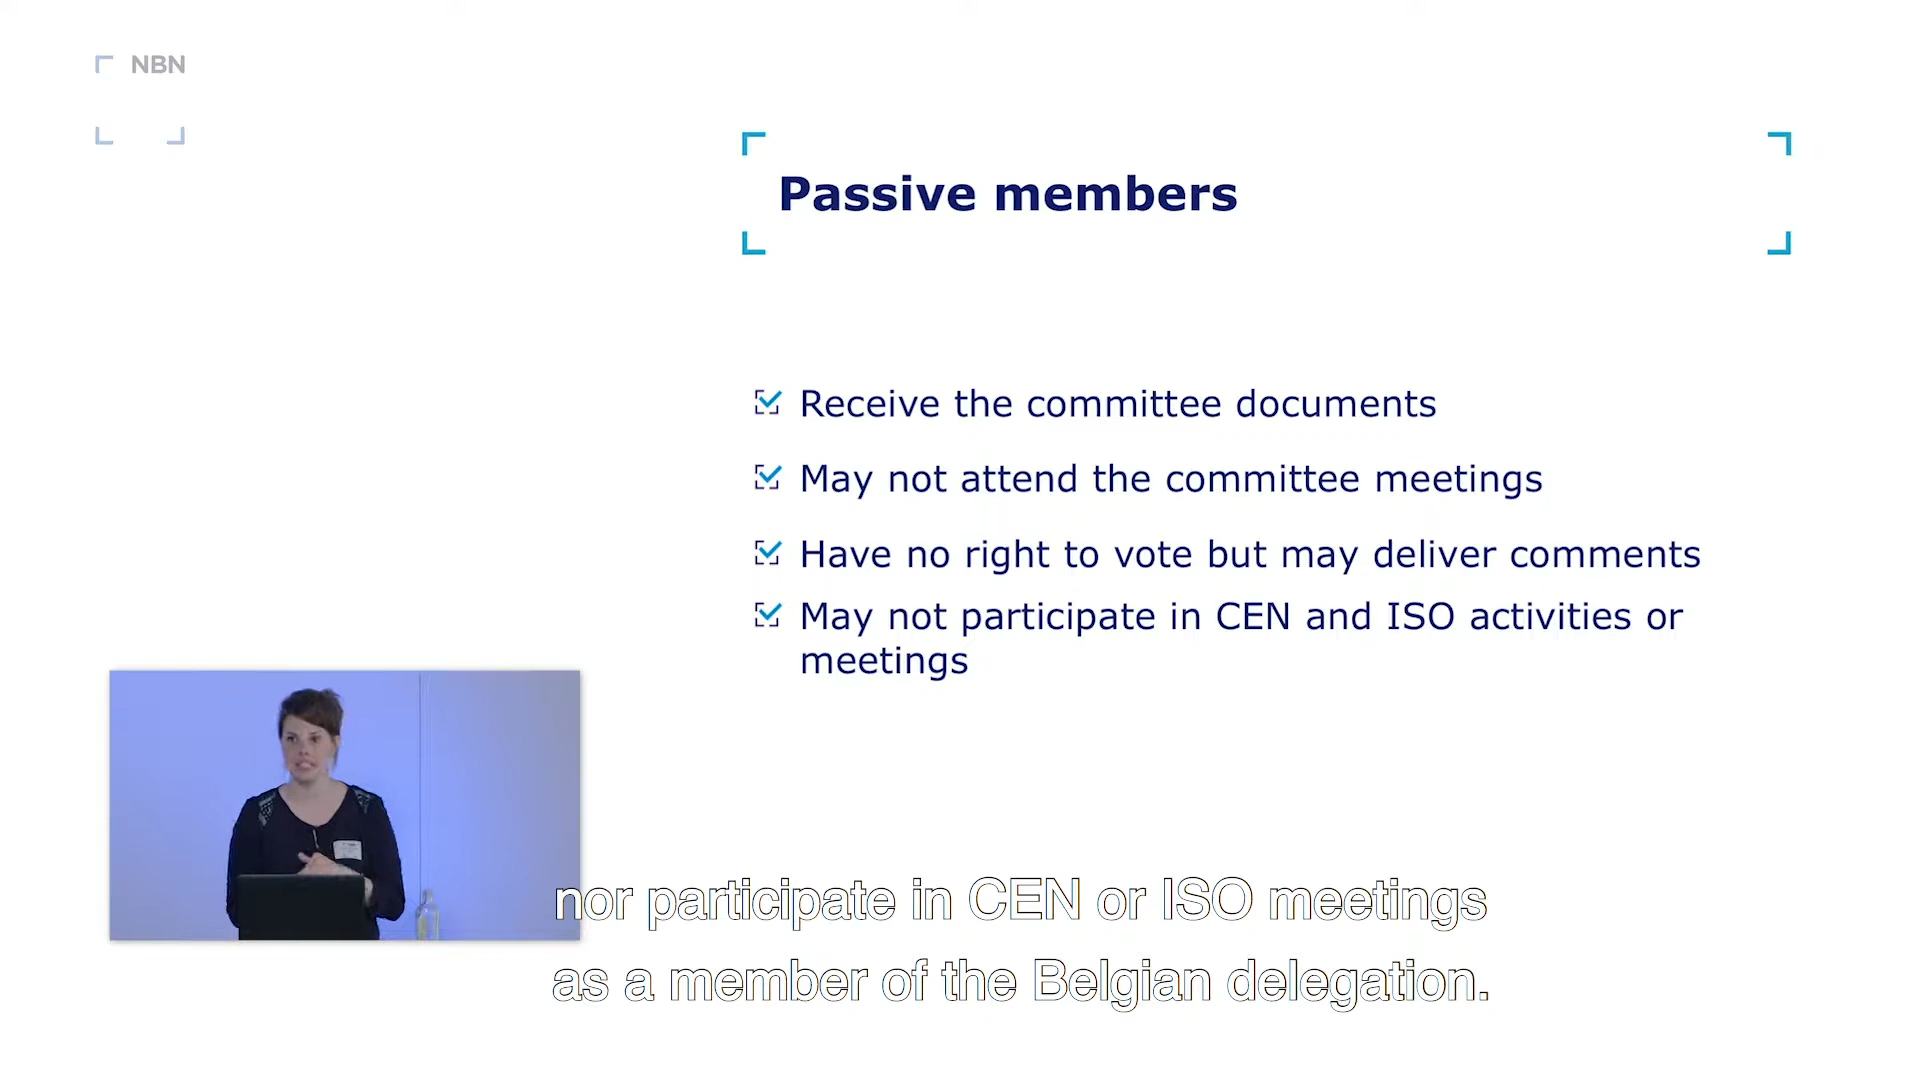 NBN
Passive members
Receive the committee documents
May not attend the committee meetings
Have no right to vote but may deliver comments
May not participate in CEN and ISO activities or
meetings
nor participate in CEN or ISO meetings
as a member of the Belgian delegation.